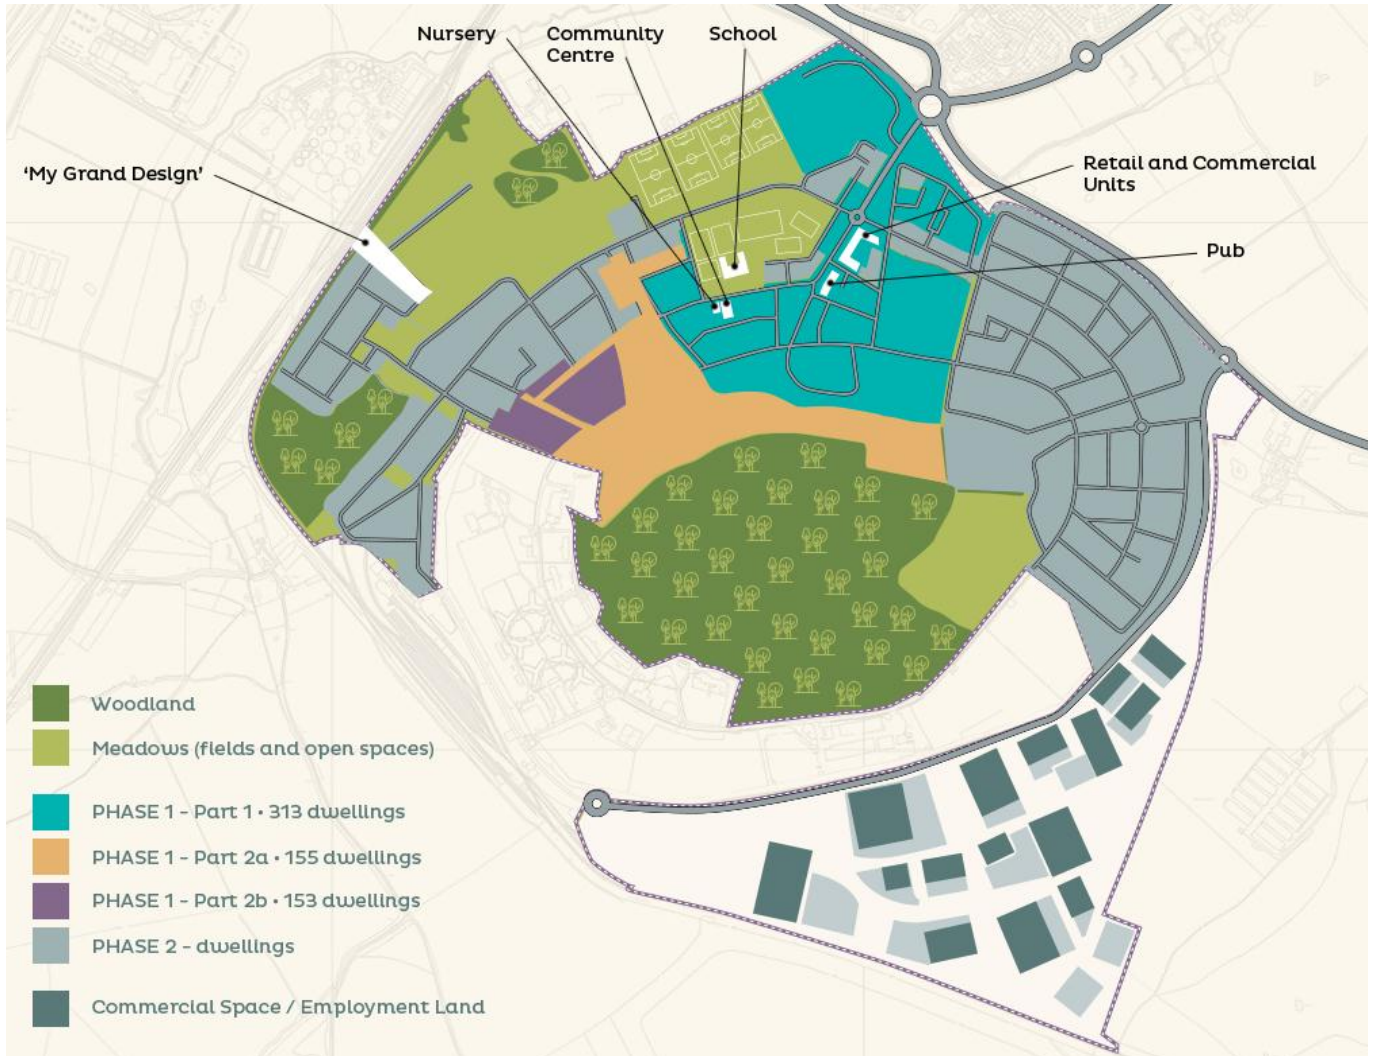 Nursery
Community
Centre
School
'My Grand Design'
Retail and Commercial
Units
Pub
Woodland
Meadows (fields and open spaces)
PHASE 1 - Part 1 • 313 dwellings
PHASE 1 - Part 2a • 155 dwellings
PHASE 1 - Part 2b • 153 dwellings
PHASE 2 - dwellings
Commercial Space / Employment Land